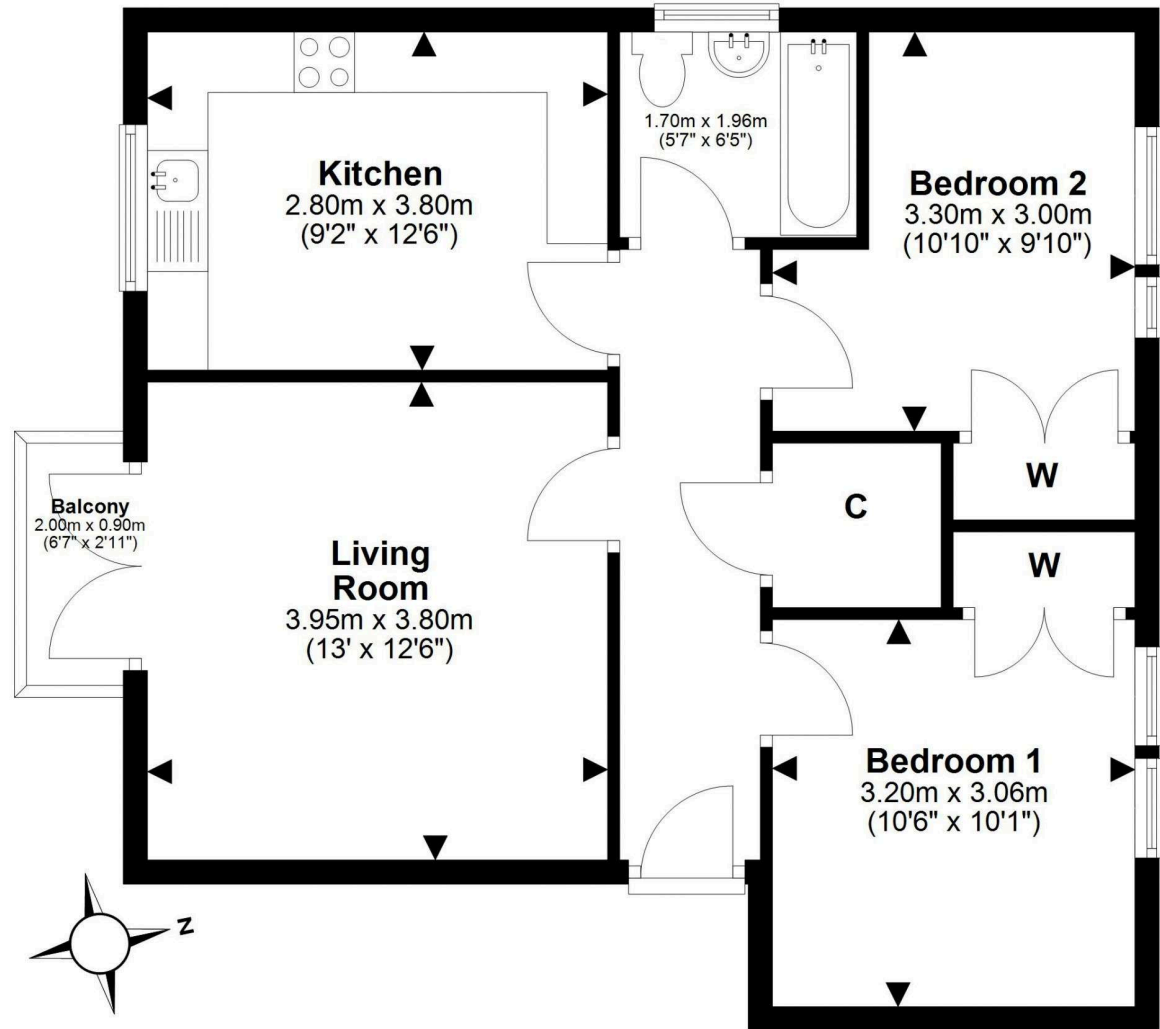 Kitchen
2.80m x 3.80m
(9'2" x 12'6")
1.70m x 1.96m
(5'7" x 6'5")
Bedroom 2
3.30m x 3.00m
(10'10" x 9'10")
Balcony
2.00m x 0.90m
(6'7" x 2'11")
Living
Room
3.95m x 3.80m
(13' x 12'6")
C
W
W
Bedroom 1
3.20m x 3.06m
(10'6" x 10'1")
N